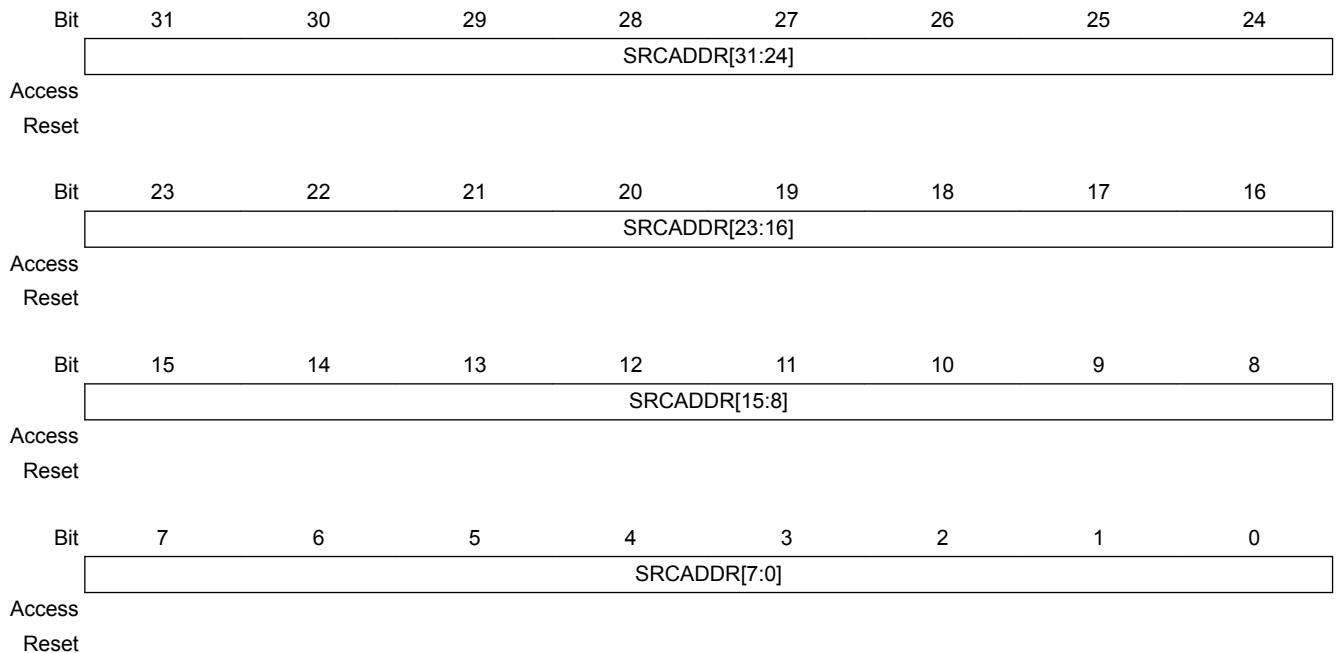 Bit 31 30 29 28 27 26 25 24
SRCADDR[31:24]
Access
Reset
Bit 23 22 21 20 19 18 17 16
SRCADDR[23:16]
Access
Reset
Bit 15 14 13 12 11 10 9 8
SRCADDR[15:8]
Access
Reset
Bit 7 6 5 4 3 2 1 0
SRCADDR[7:0]
Access
Reset